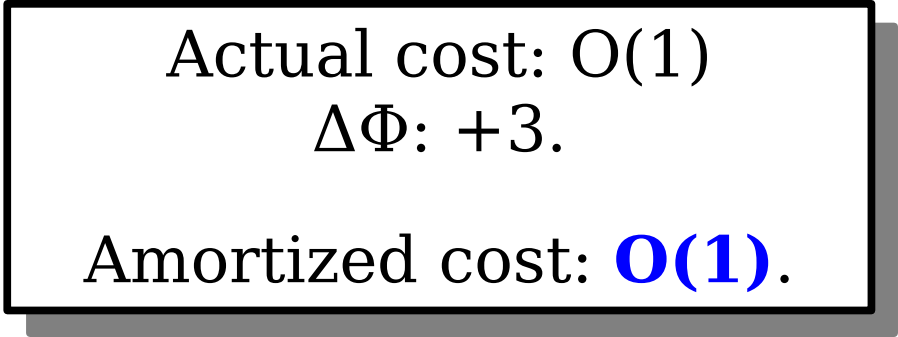 Actual cost: O(1)
ΔΦ: +3.
Amortized cost: O(1).